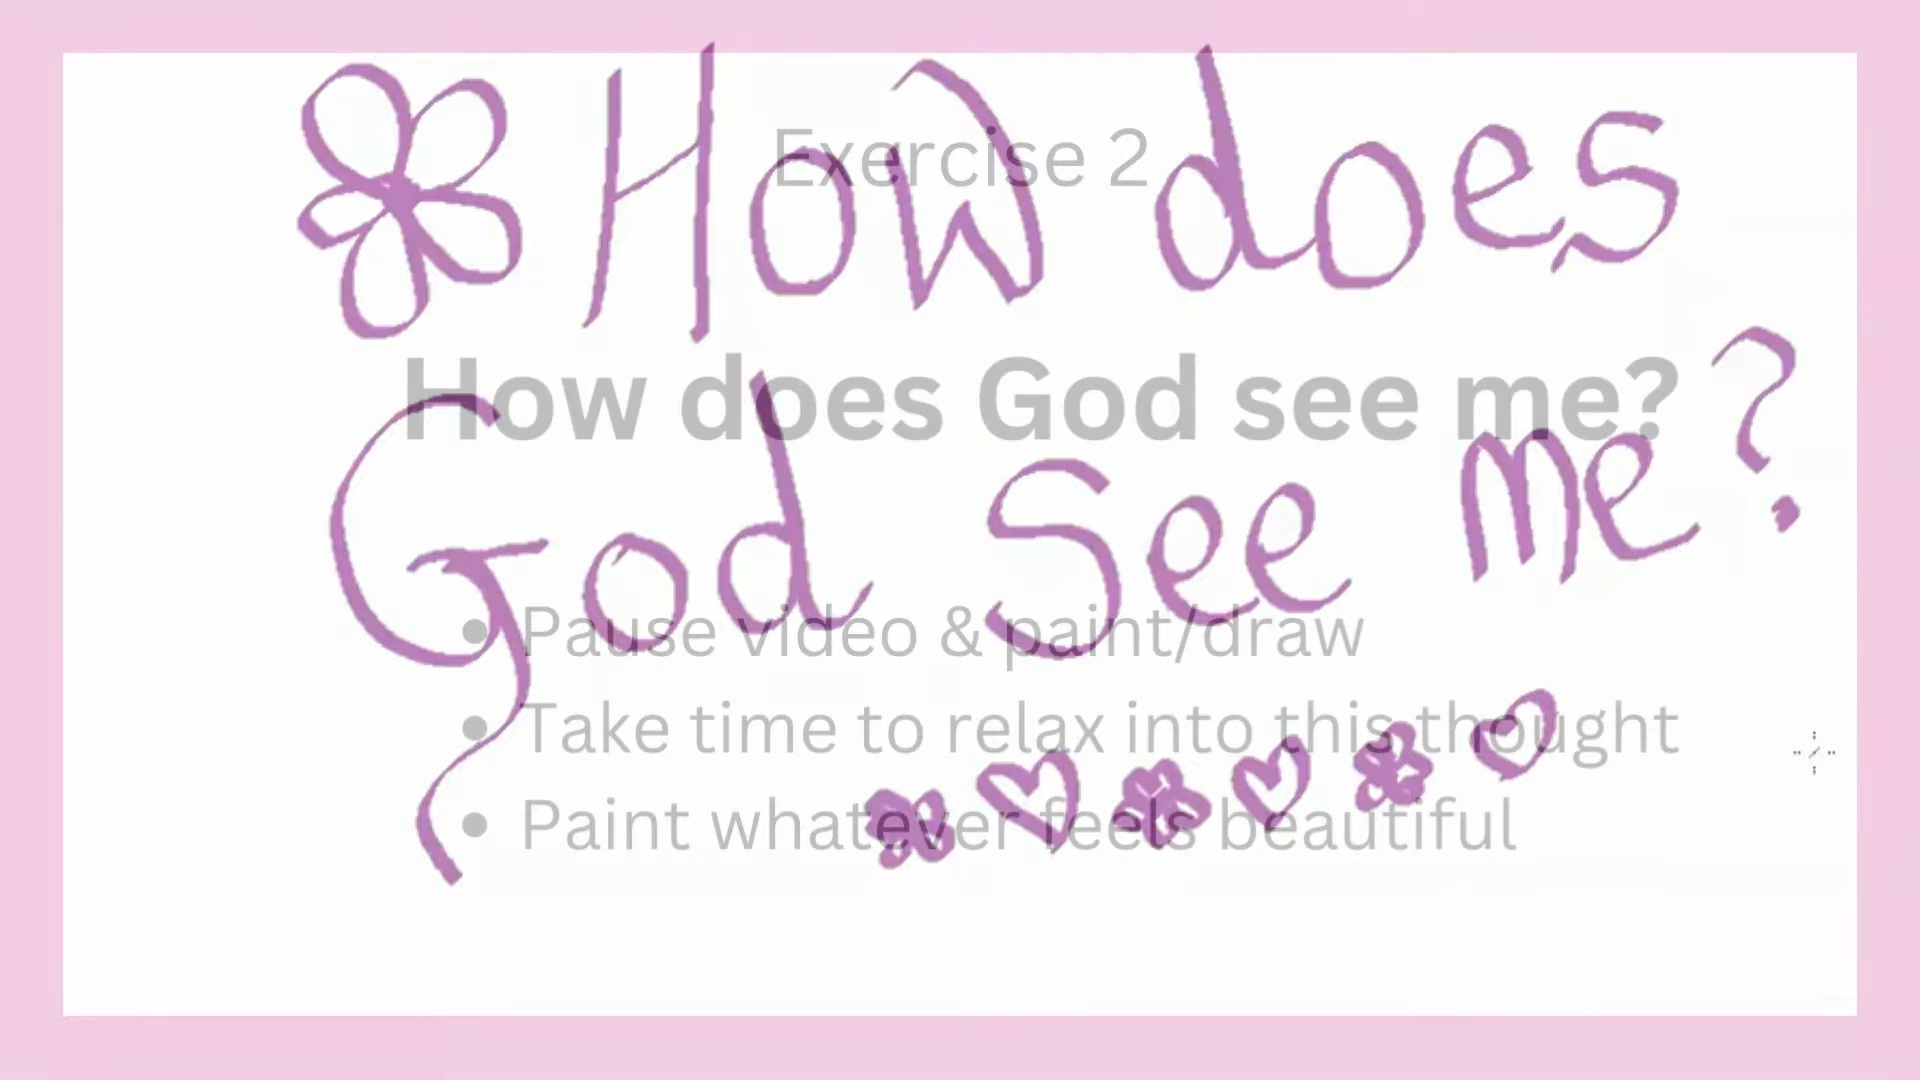 Exercise 2
How does
How does God see me?
God See me?
• Pause video & paint/draw
• Take time to relax into this thought
• Paint whatever feels beautiful